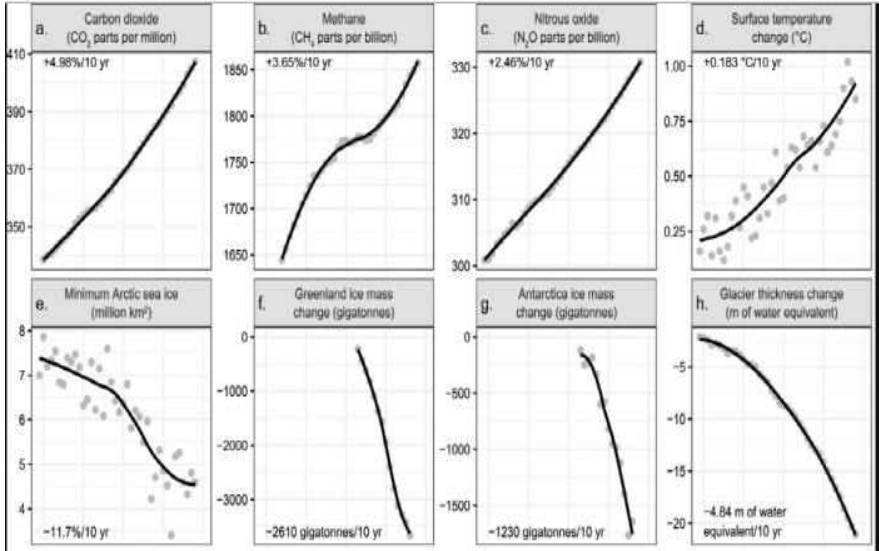 a. Carbon dioxide
(CO₂ parts per million)
+4.98%/10 yr
410
390
370
350
b. Methane
(CH₄ parts per billion)
+3.65%/10 yr
1850
1800
1750
1700
1650
c. Nitrous oxide
(N₂O parts per billion)
+2.46%/10 yr
330
320
310
300
d. Surface temperature
change (°C)
+0.183 °C/10 yr
1.00
0.75
0.50
0.25
e. Minimum Arctic sea ice
(million km²)
8
7
6
5
4
−11.7%/10 yr
f. Greenland ice mass
change (gigatonnes)
0
−1000
−2000
−3000
−2610 gigatonnes/10 yr
g. Antarctica ice mass
change (gigatonnes)
0
−500
−1000
−1500
−1230 gigatonnes/10 yr
h. Glacier thickness change
(m of water equivalent)
−5
−10
−15
−20
−4.84 m of water
equivalent/10 yr